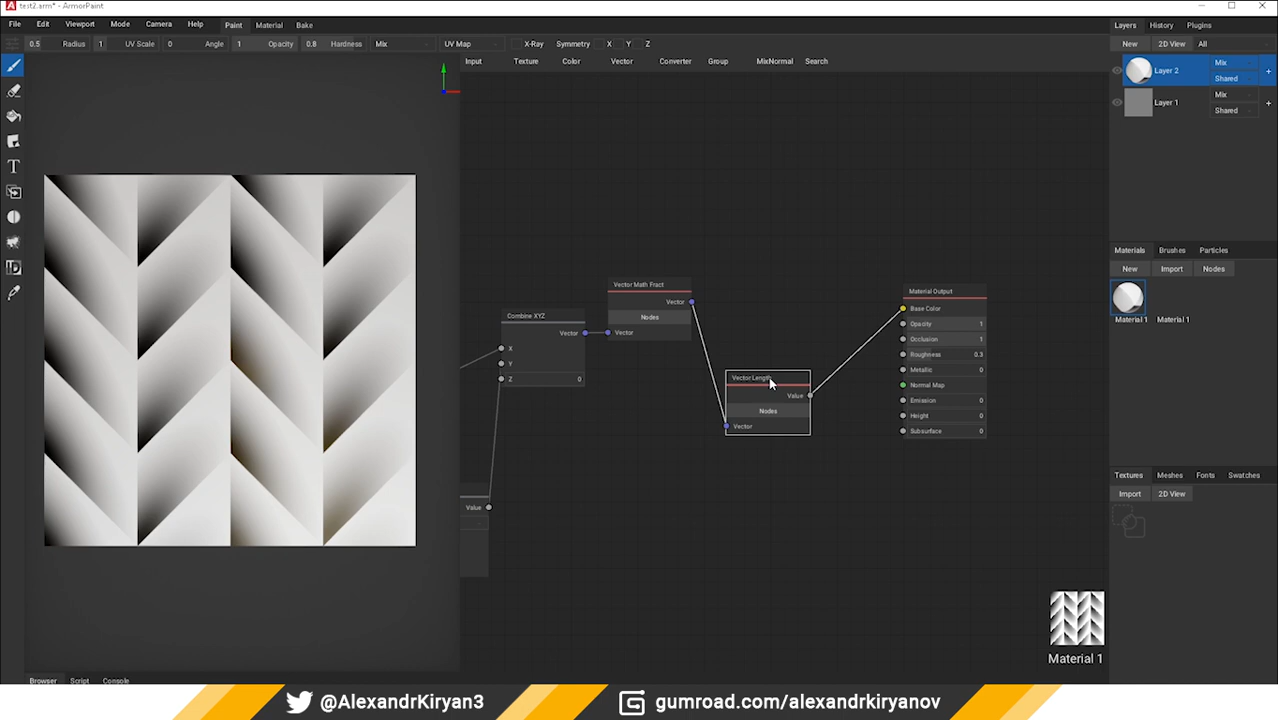 test2.arm* - ArmorPaint
File Edit Viewport Mode Camera Help Paint Material Bake
0.5 Radius 1 UV Scale 0 Angle 1 Opacity 0.8 Hardness Mix UV Map X-Ray Symmetry X Y Z
Input Texture Color Vector Converter Group MixNormal Search
Combine XYZ
Vector
X
Y
Z 0
Value
Vector Math Fract
Vector
Nodes
Vector
Vector Length
Value
Nodes
Vector
Material Output
Base Color
Opacity 1
Occlusion 1
Roughness 0.3
Metallic 0
Normal Map
Emission 0
Height 0
Subsurface 0
Material 1
Layers History Plugins
New 2D View All
Layer 2 Mix
Shared +
Layer 1 Mix
Shared +
Materials Brushes Particles
New Import Nodes
Material 1 Material 1
Textures Meshes Fonts Swatches
Import 2D View
Browser Script Console
@AlexandrKiryan3 gumroad.com/alexandrkiryanov